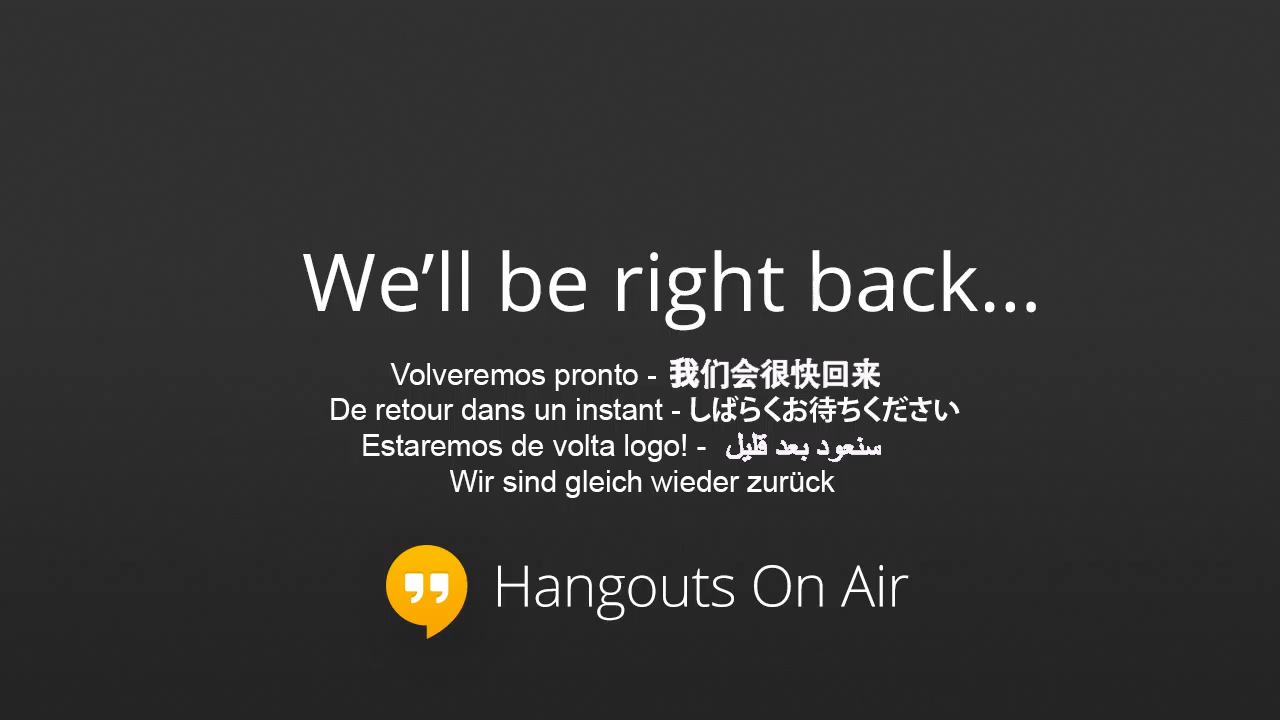 We’ll be right back...
Volveremos pronto - 我们会很快回来
De retour dans un instant - しばらくお待ちください
Estaremos de volta logo! - سنعود بعد قليل
Wir sind gleich wieder zurück
Hangouts On Air